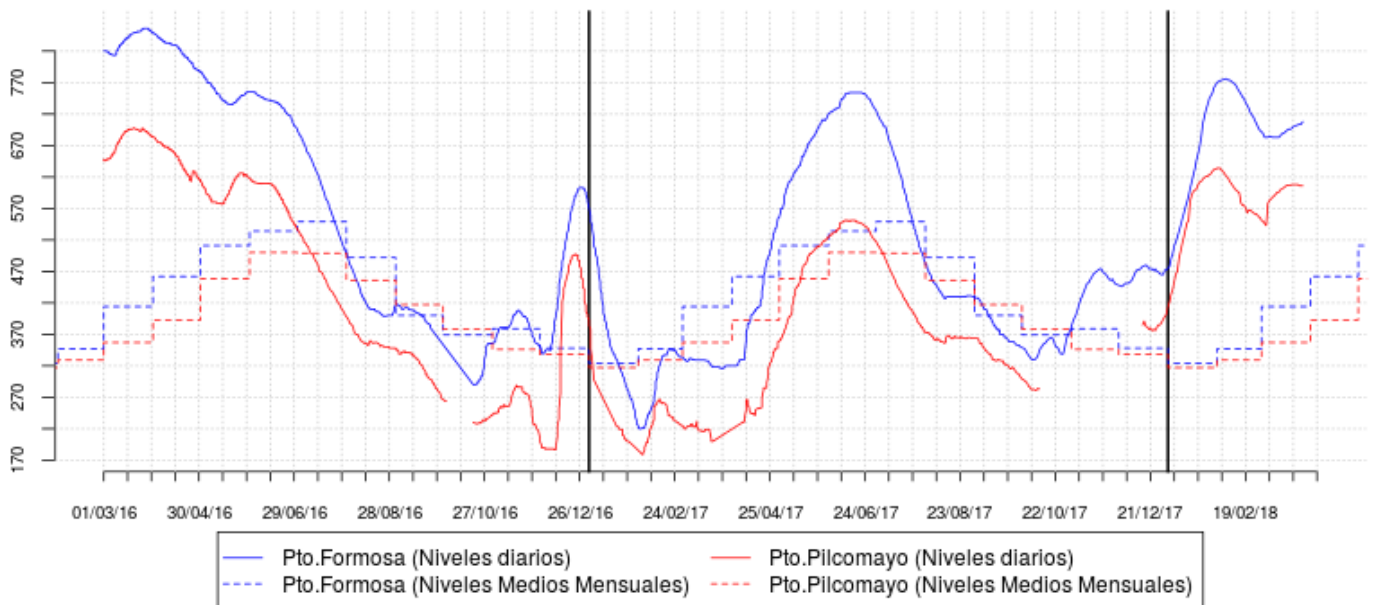 770
670
570
470
370
270
170
01/03/16 30/04/16 29/06/16 28/08/16 27/10/16 26/12/16 24/02/17 25/04/17 24/06/17 23/08/17 22/10/17 21/12/17 19/02/18
Pto.Formosa (Niveles diarios) Pto.Pilcomayo (Niveles diarios)
Pto.Formosa (Niveles Medios Mensuales) Pto.Pilcomayo (Niveles Medios Mensuales)